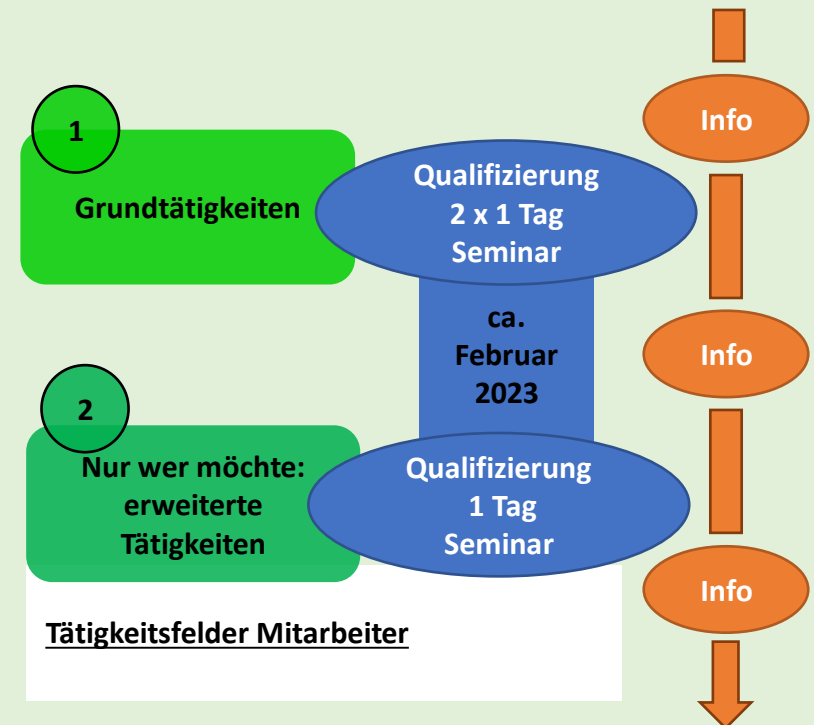 1
Grundtätigkeiten
Qualifizierung
2 x 1 Tag
Seminar
Info
ca.
Februar
2023
Info
2
Nur wer möchte:
erweiterte
Tätigkeiten
Qualifizierung
1 Tag
Seminar
Info
Tätigkeitsfelder Mitarbeiter